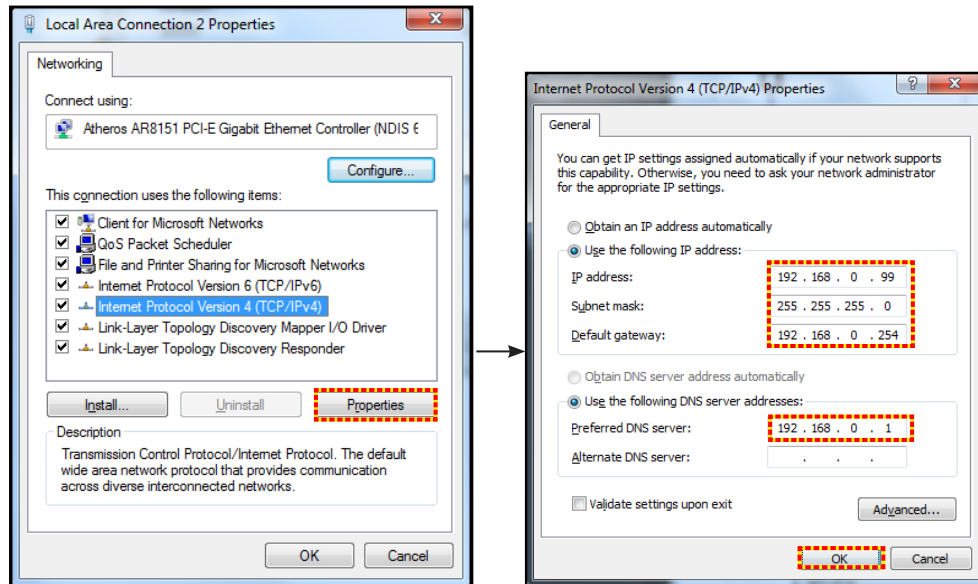 Local Area Connection 2 Properties
Networking
Connect using:
Atheros AR8151 PCI-E Gigabit Ethernet Controller (NDIS 6
Configure...
This connection uses the following items:
Client for Microsoft Networks
QoS Packet Scheduler
File and Printer Sharing for Microsoft Networks
Internet Protocol Version 6 (TCP/IPv6)
Internet Protocol Version 4 (TCP/IPv4)
Link-Layer Topology Discovery Mapper I/O Driver
Link-Layer Topology Discovery Responder
Install...
Uninstall
Properties
Description
Transmission Control Protocol/Internet Protocol. The default
wide area network protocol that provides communication
across diverse interconnected networks.
OK
Cancel
Internet Protocol Version 4 (TCP/IPv4) Properties
General
You can get IP settings assigned automatically if your network supports
this capability. Otherwise, you need to ask your network administrator
for the appropriate IP settings.
Obtain an IP address automatically
Use the following IP address:
IP address: 192 . 168 . 0 . 99
Subnet mask: 255 . 255 . 255 . 0
Default gateway: 192 . 168 . 0 . 254
Obtain DNS server address automatically
Use the following DNS server addresses:
Preferred DNS server: 192 . 168 . 0 . 1
Alternate DNS server: . . .
Validate settings upon exit
Advanced...
OK
Cancel